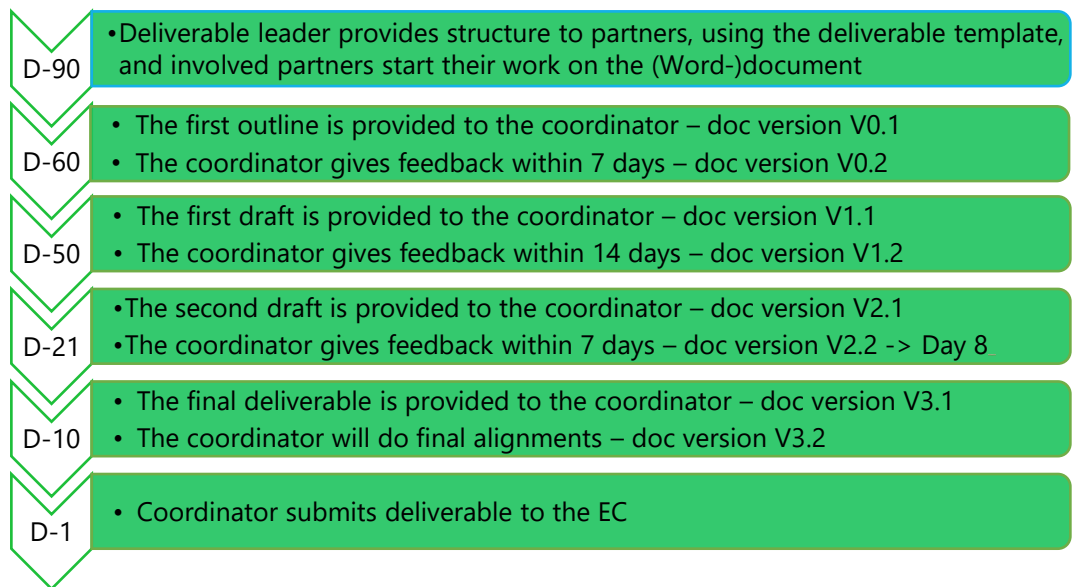 D-90
•Deliverable leader provides structure to partners, using the deliverable template,
and involved partners start their work on the (Word-)document
D-60
• The first outline is provided to the coordinator – doc version V0.1
• The coordinator gives feedback within 7 days – doc version V0.2
D-50
• The first draft is provided to the coordinator – doc version V1.1
• The coordinator gives feedback within 14 days – doc version V1.2
D-21
•The second draft is provided to the coordinator – doc version V2.1
•The coordinator gives feedback within 7 days – doc version V2.2 -> Day 8_
D-10
• The final deliverable is provided to the coordinator – doc version V3.1
• The coordinator will do final alignments – doc version V3.2
D-1
• Coordinator submits deliverable to the EC